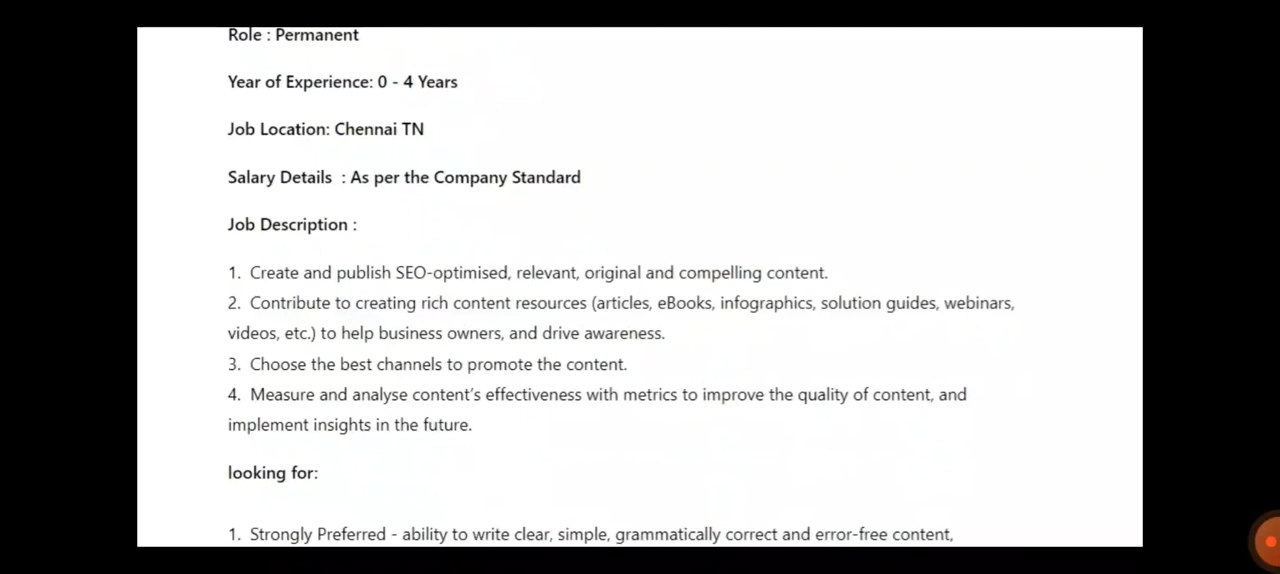 Role : Permanent
Year of Experience: 0 - 4 Years
Job Location: Chennai TN
Salary Details  : As per the Company Standard
Job Description :
1.  Create and publish SEO-optimised, relevant, original and compelling content.
2.  Contribute to creating rich content resources (articles, eBooks, infographics, solution guides, webinars,
videos, etc.) to help business owners, and drive awareness.
3.  Choose the best channels to promote the content.
4.  Measure and analyse content’s effectiveness with metrics to improve the quality of content, and
implement insights in the future.
looking for:
1.  Strongly Preferred - ability to write clear, simple, grammatically correct and error-free content,